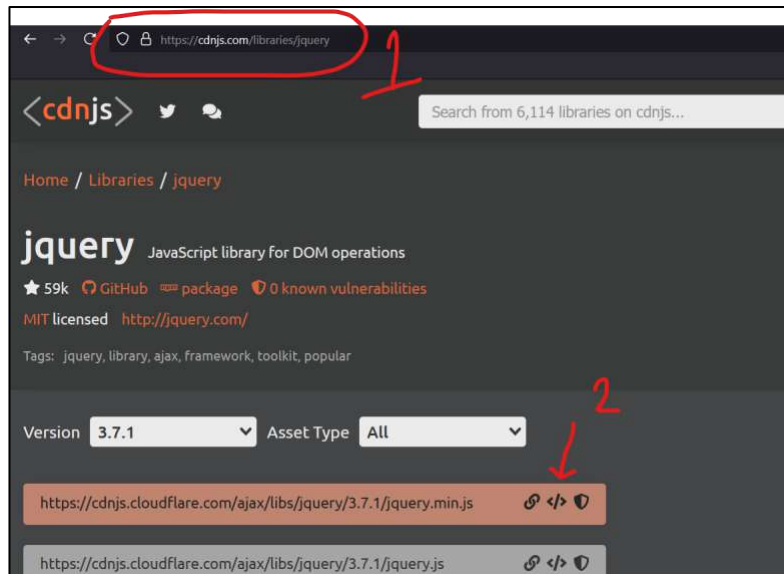 https://cdnjs.com/libraries/jquery
1
<cdnjs>
Search from 6,114 libraries on cdnjs...
Home / Libraries / jquery
jquery JavaScript library for DOM operations
59k GitHub package 0 known vulnerabilities
MIT licensed http://jquery.com/
Tags: jquery, library, ajax, framework, toolkit, popular
2
Version 3.7.1 Asset Type All
https://cdnjs.cloudflare.com/ajax/libs/jquery/3.7.1/jquery.min.js </>
https://cdnjs.cloudflare.com/ajax/libs/jquery/3.7.1/jquery.js </>